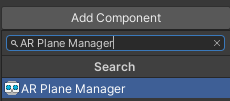 Add Component
AR Plane Manager
Search
AR Plane Manager